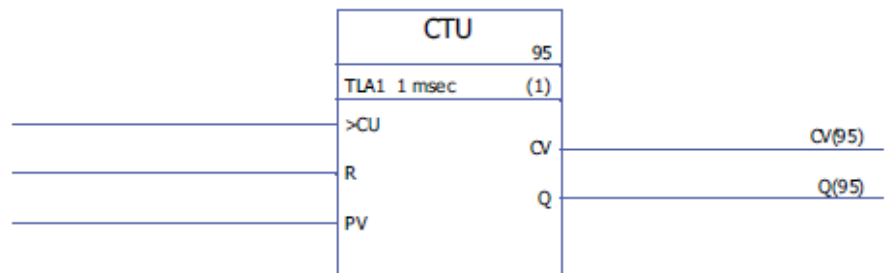 CTU
95
TLA1 1 msec (1)
>CU
CV CV(95)
R
Q Q(95)
PV